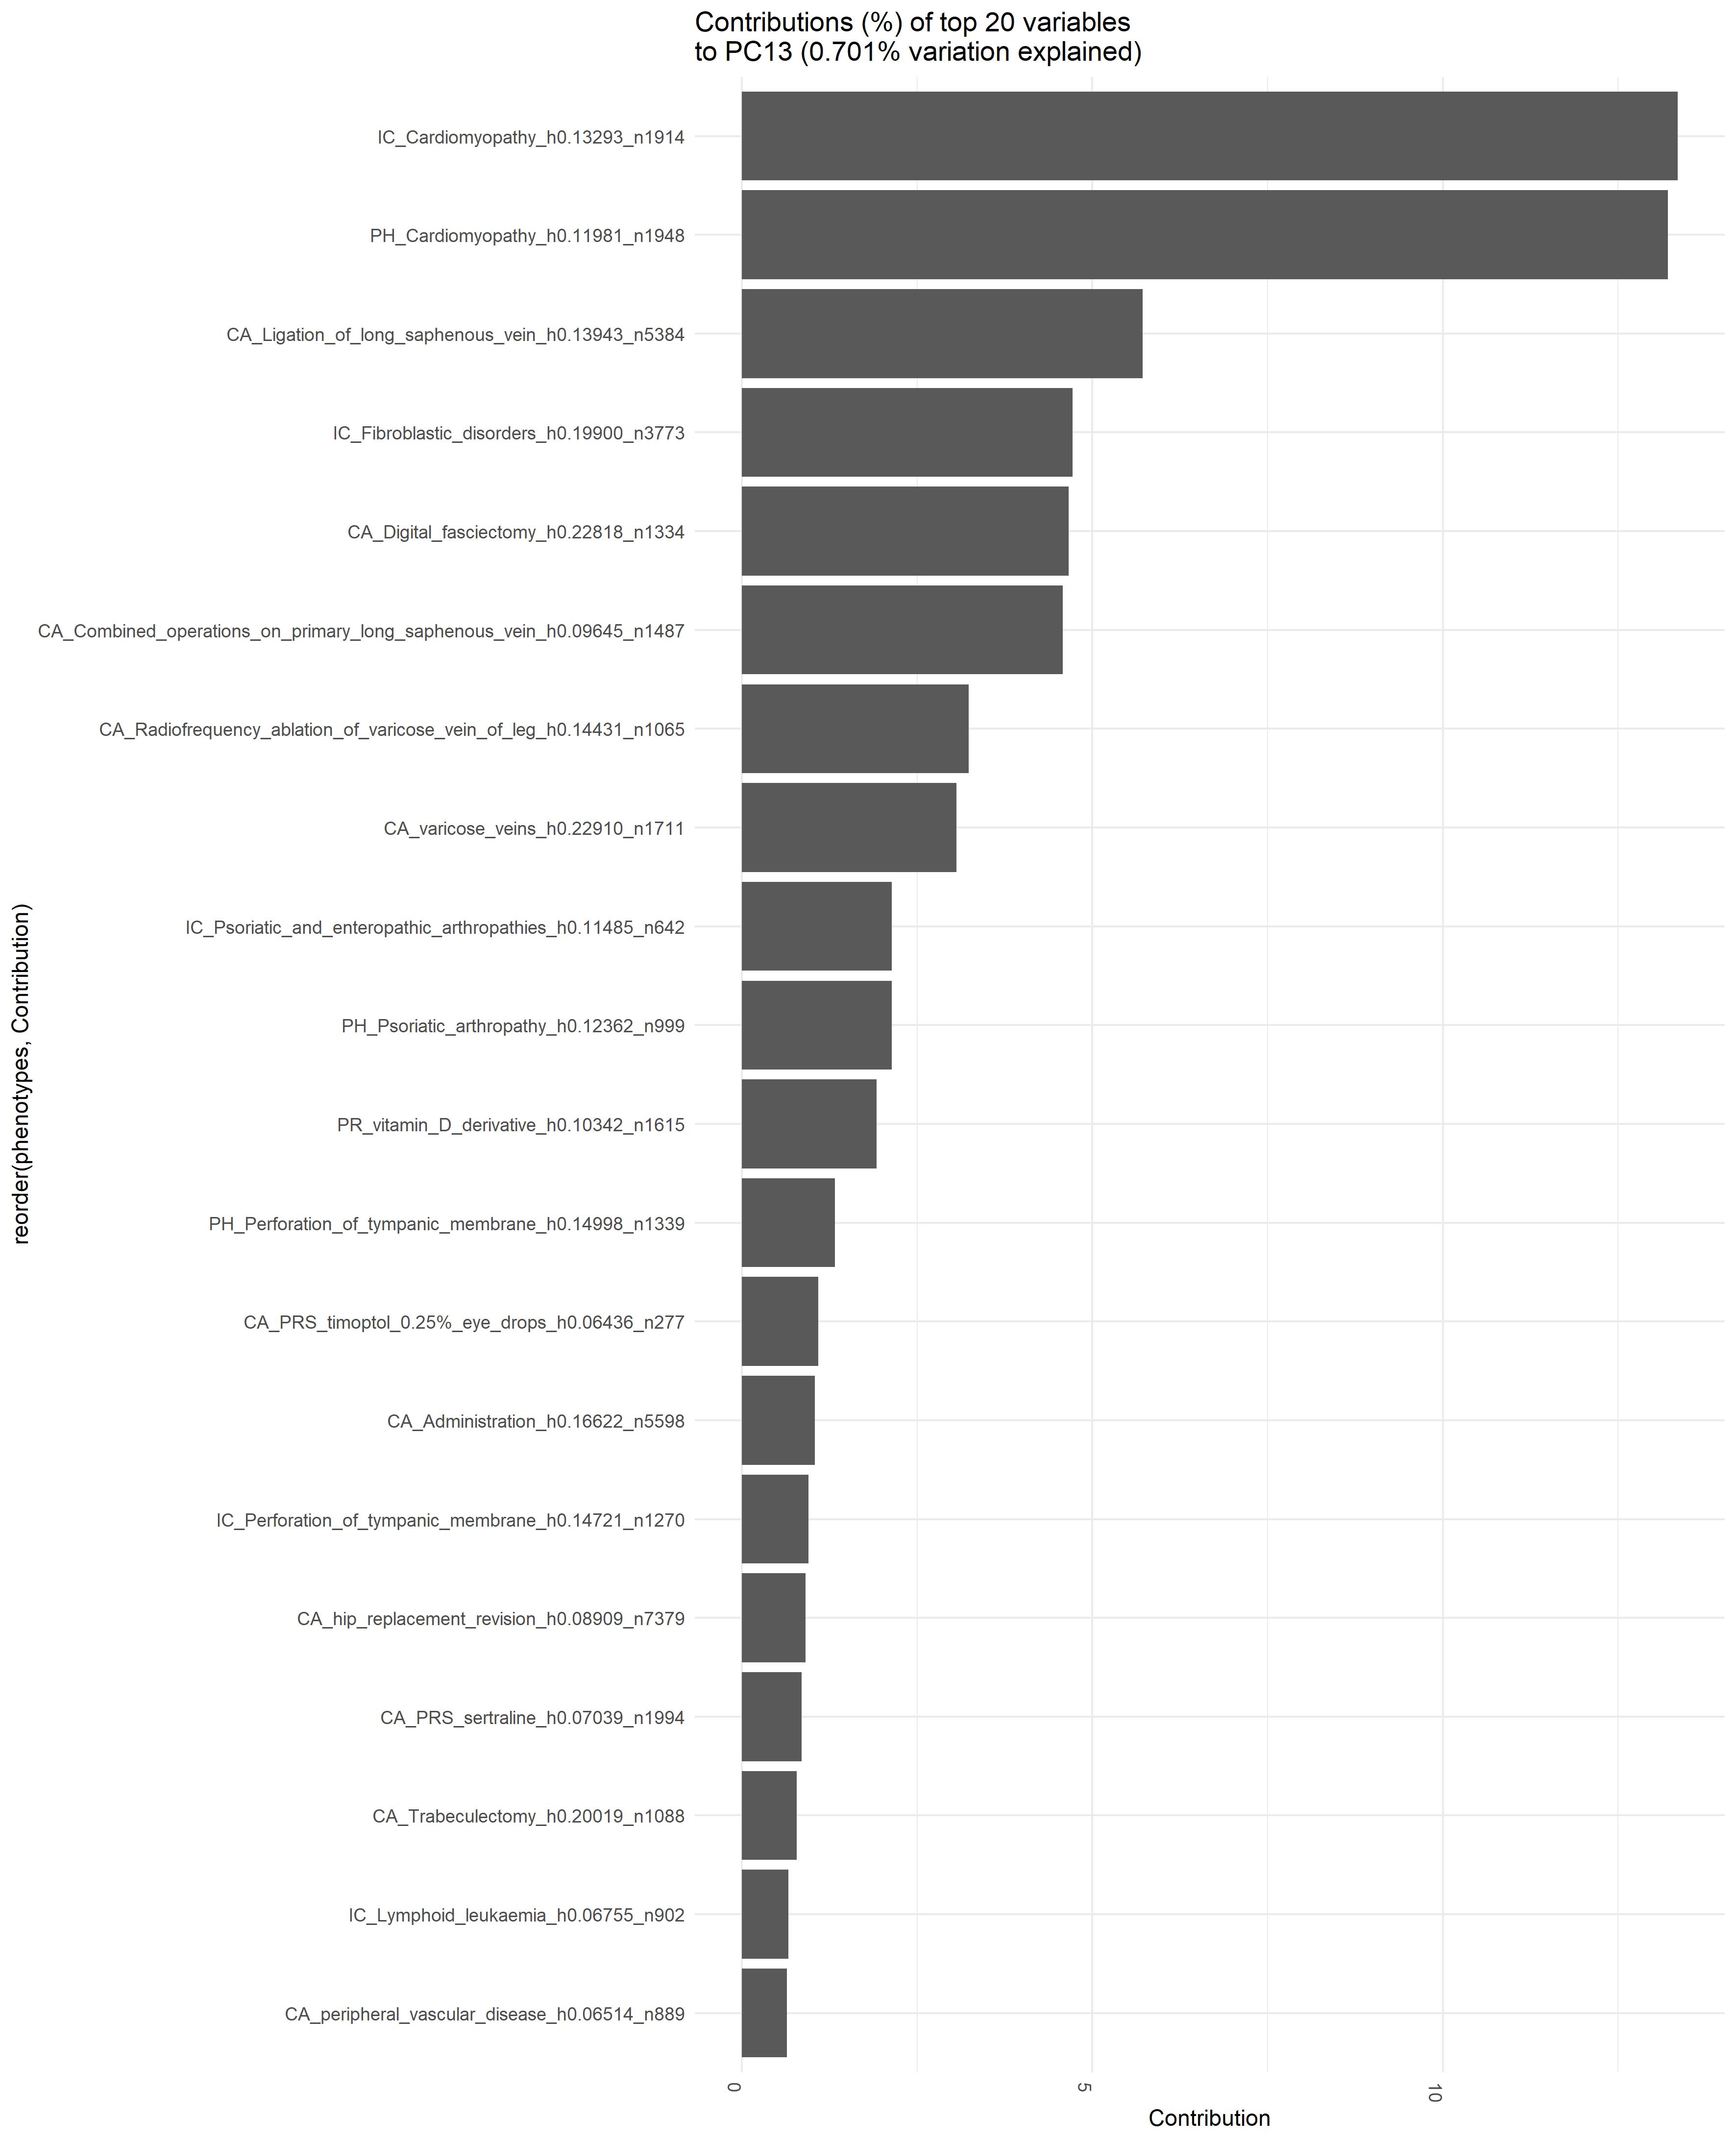 Contributions (%) of top 20 variables
to PC13 (0.701% variation explained)
IC_Cardiomyopathy_h0.13293_n1914
PH_Cardiomyopathy_h0.11981_n1948
CA_Ligation_of_long_saphenous_vein_h0.13943_n5384
IC_Fibroblastic_disorders_h0.19900_n3773
CA_Digital_fasciectomy_h0.22818_n1334
CA_Combined_operations_on_primary_long_saphenous_vein_h0.09645_n1487
CA_Radiofrequency_ablation_of_varicose_vein_of_leg_h0.14431_n1065
CA_varicose_veins_h0.22910_n1711
IC_Psoriatic_and_enteropathic_arthropathies_h0.11485_n642
PH_Psoriatic_arthropathy_h0.12362_n999
PR_vitamin_D_derivative_h0.10342_n1615
PH_Perforation_of_tympanic_membrane_h0.14998_n1339
CA_PRS_timoptol_0.25%_eye_drops_h0.06436_n277
CA_Administration_h0.16622_n5598
IC_Perforation_of_tympanic_membrane_h0.14721_n1270
CA_hip_replacement_revision_h0.08909_n7379
CA_PRS_sertraline_h0.07039_n1994
CA_Trabeculectomy_h0.20019_n1088
IC_Lymphoid_leukaemia_h0.06755_n902
CA_peripheral_vascular_disease_h0.06514_n889
reorder(phenotypes, Contribution)
0
5
10
Contribution